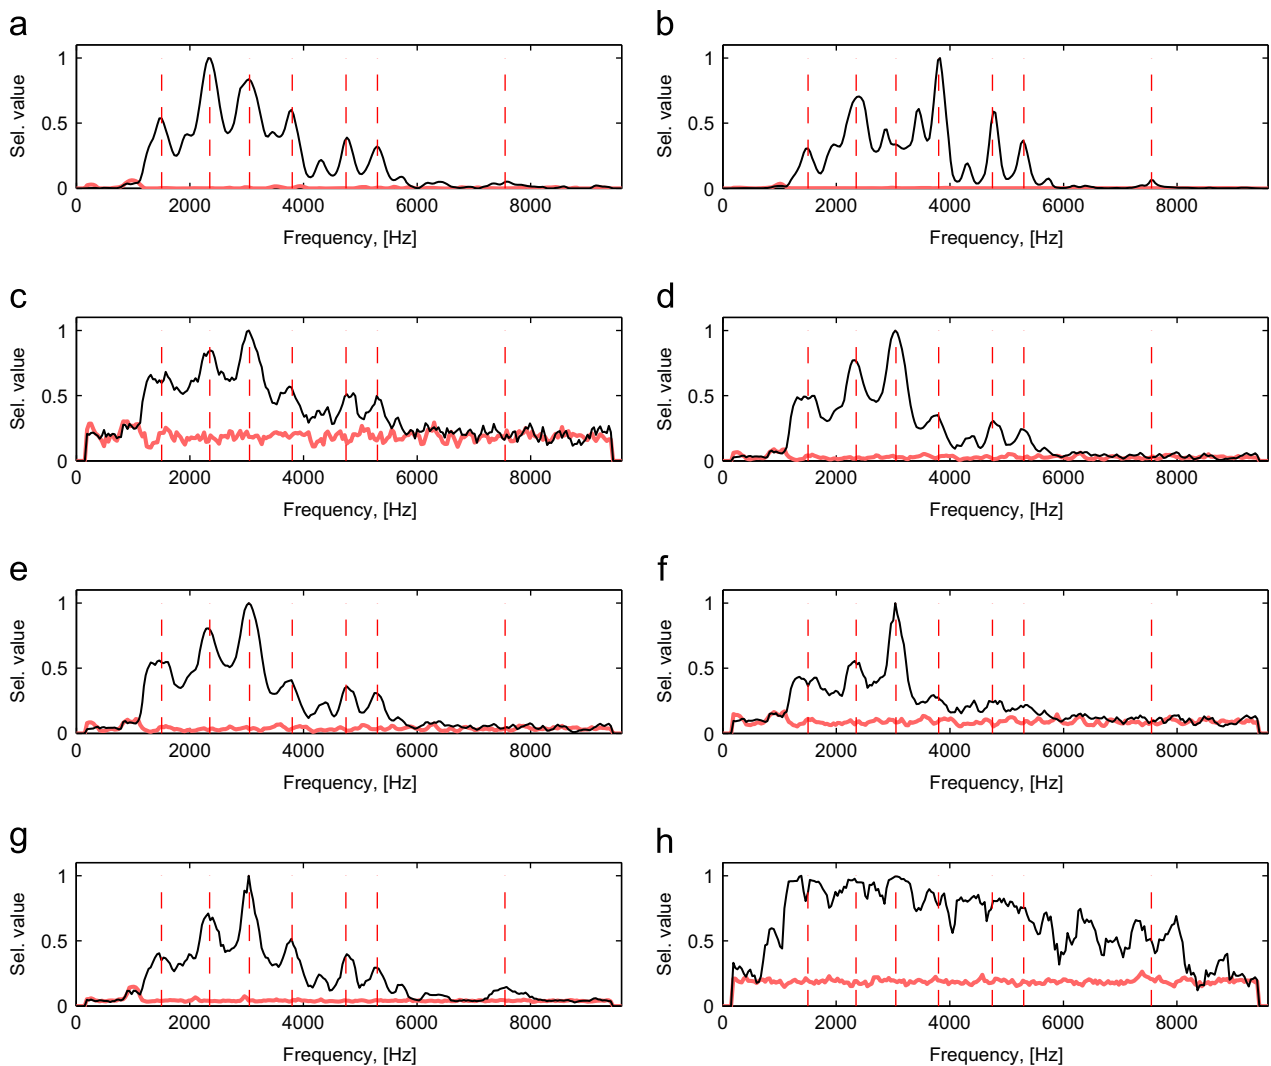 a b
1 1
Sel. value 0.5 Sel. value 0.5
0 0
0 2000 4000 6000 8000 0 2000 4000 6000 8000
Frequency, [Hz] Frequency, [Hz]
c d
1 1
Sel. value 0.5 Sel. value 0.5
0 0
0 2000 4000 6000 8000 0 2000 4000 6000 8000
Frequency, [Hz] Frequency, [Hz]
e f
1 1
Sel. value 0.5 Sel. value 0.5
0 0
0 2000 4000 6000 8000 0 2000 4000 6000 8000
Frequency, [Hz] Frequency, [Hz]
g h
1 1
Sel. value 0.5 Sel. value 0.5
0 0
0 2000 4000 6000 8000 0 2000 4000 6000 8000
Frequency, [Hz] Frequency, [Hz]